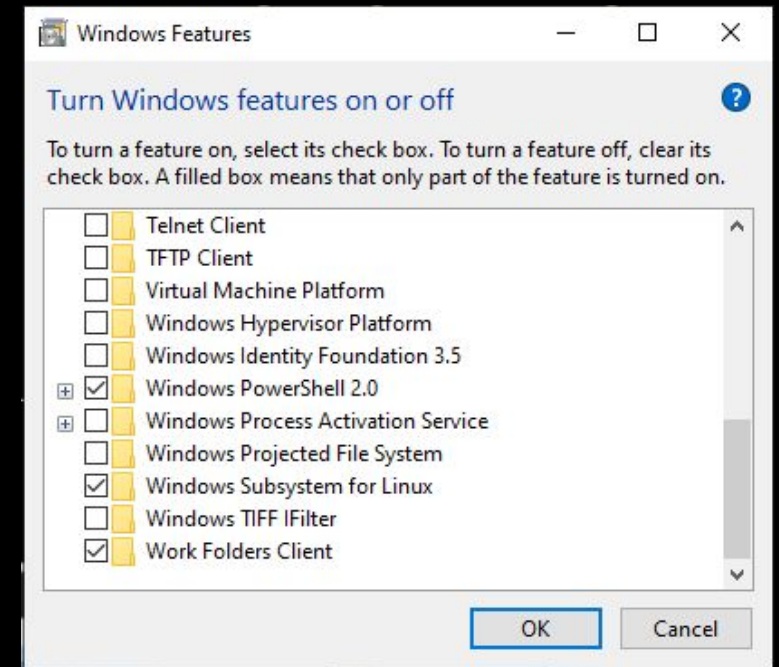 Windows Features
Turn Windows features on or off
To turn a feature on, select its check box. To turn a feature off, clear its
check box. A filled box means that only part of the feature is turned on.
Telnet Client
TFTP Client
Virtual Machine Platform
Windows Hypervisor Platform
Windows Identity Foundation 3.5
Windows PowerShell 2.0
Windows Process Activation Service
Windows Projected File System
Windows Subsystem for Linux
Windows TIFF IFilter
Work Folders Client
OK
Cancel